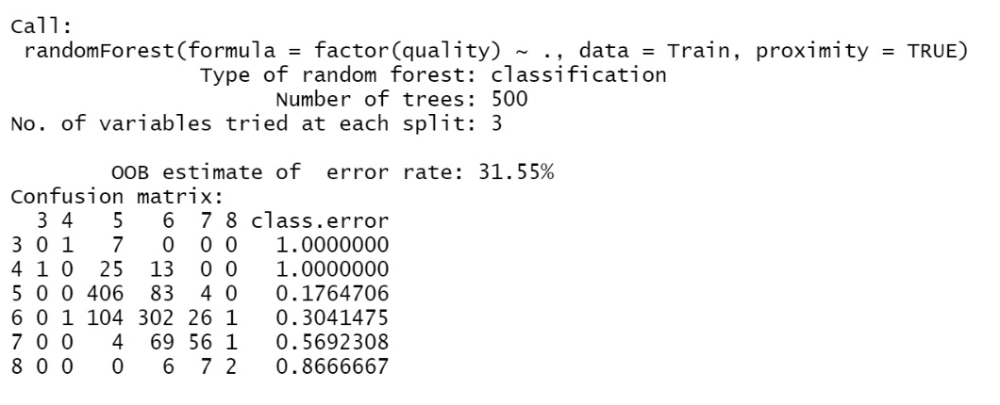 Call:
 randomForest(formula = factor(quality) ~ ., data = Train, proximity = TRUE)
               Type of random forest: classification
                     Number of trees: 500
No. of variables tried at each split: 3

        OOB estimate of  error rate: 31.55%
Confusion matrix:
  3 4   5   6  7 8 class.error
3 0 1   7   0  0 0   1.0000000
4 1 0  25  13  0 0   1.0000000
5 0 0 406  83  4 0   0.1764706
6 0 1 104 302 26 1   0.3041475
7 0 0   4  69 56 1   0.5692308
8 0 0   0   6  7 2   0.8666667